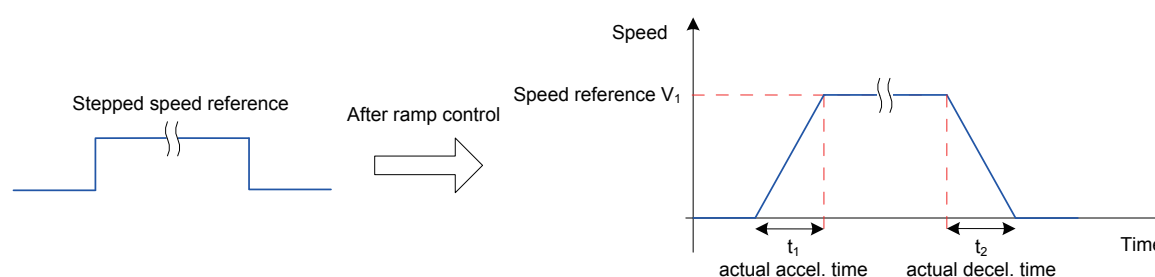 Stepped speed reference
After ramp control
Speed
Speed reference V₁
t₁
actual accel. time
t₂
actual decel. time
Time